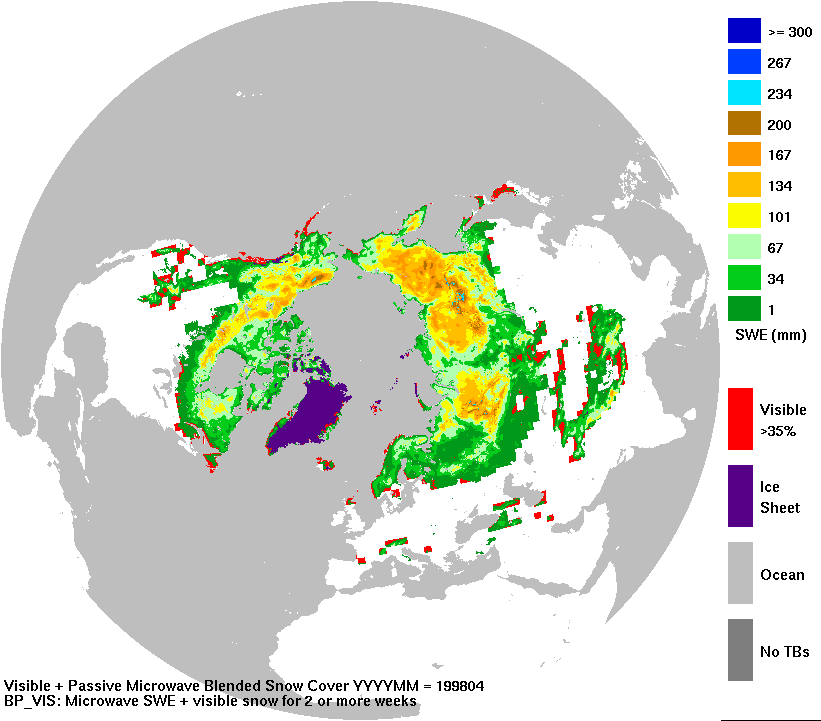 >= 300
267
234
200
167
134
101
67
34
1
SWE (mm)
Visible
>35%
Ice
Sheet
Ocean
No TBs
Visible + Passive Microwave Blended Snow Cover YYYYMM = 199804
BP_VIS: Microwave SWE + visible snow for 2 or more weeks